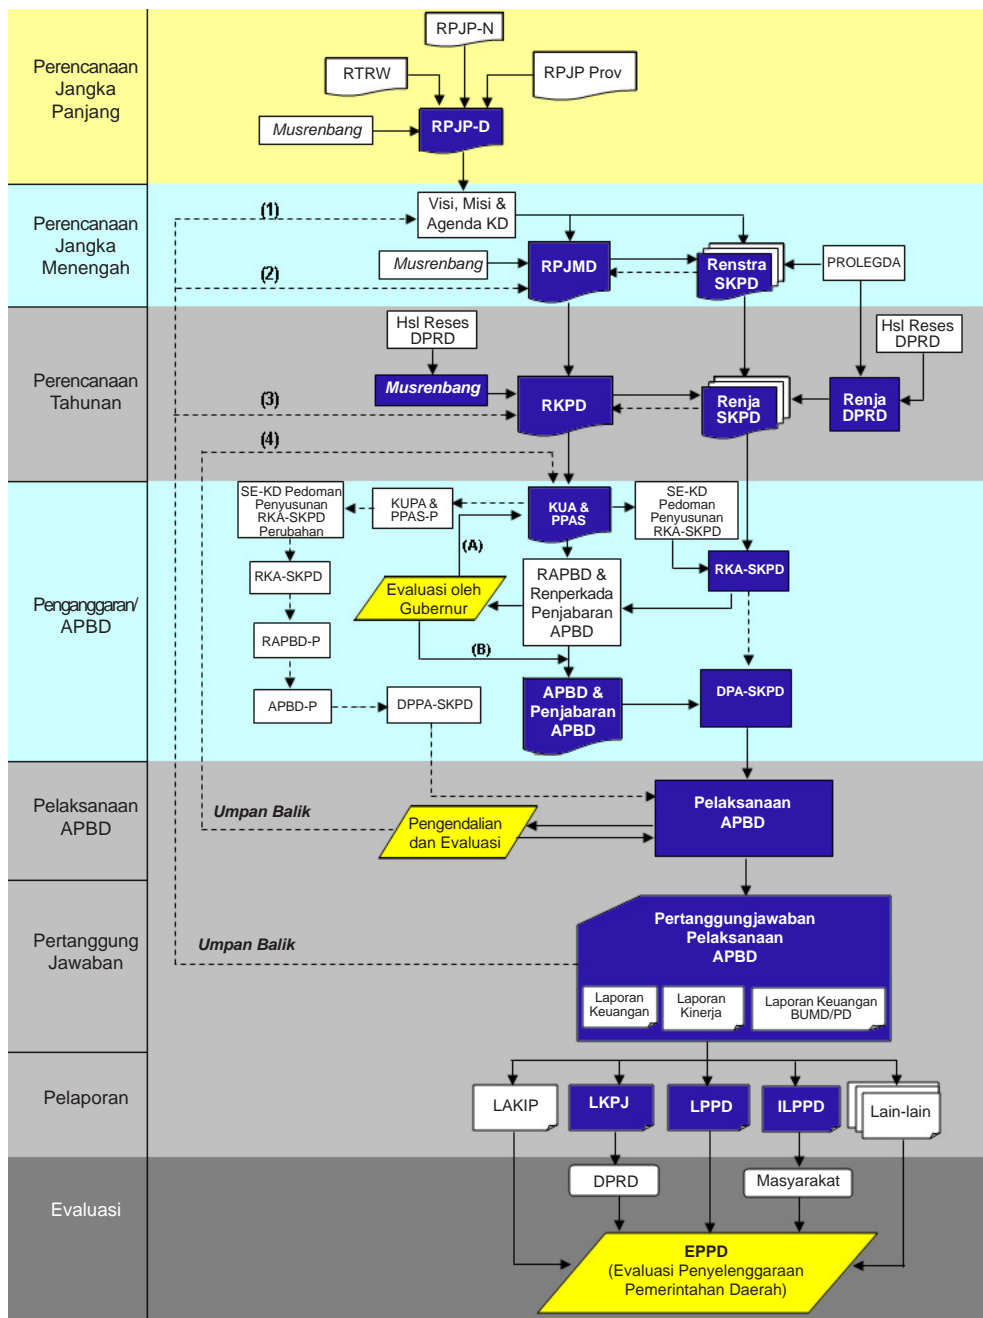 RPJP-N
Perencanaan
Jangka
Panjang
RTRW
RPJP Prov
Musrenbang
RPJP-D
Perencanaan
Jangka
Menengah
(1)
Visi, Misi &
Agenda KD
Musrenbang
RPJMD
Renstra
SKPD
PROLEGDA
(2)
Perencanaan
Tahunan
Hsl Reses
DPRD
Hsl Reses
DPRD
Musrenbang
RKPD
Renja
SKPD
Renja
DPRD
(3)
(4)
Penganggaran/
APBD
SE-KD Pedoman
Penyusunan
RKA-SKPD
Perubahan
KUPA &
PPAS-P
KUA &
PPAS
SE-KD
Pedoman
Penyusunan
RKA-SKPD
(A)
RKA-SKPD
Evaluasi oleh
Gubernur
RAPBD &
Renperkada
Penjabaran
APBD
RKA-SKPD
RAPBD-P
(B)
APBD-P
DPPA-SKPD
APBD &
Penjabaran
APBD
DPA-SKPD
Pelaksanaan
APBD
Umpan Balik
Pengendalian
dan Evaluasi
Pelaksanaan
APBD
Pertanggung
Jawaban
Umpan Balik
Pertanggungjawaban
Pelaksanaan
APBD
Laporan
Keuangan
Laporan
Kinerja
Laporan Keuangan
BUMD/PD
Pelaporan
LAKIP
LKPJ
LPPD
ILPPD
Lain-lain
Evaluasi
DPRD
Masyarakat
EPPD
(Evaluasi Penyelenggaraan
Pemerintahan Daerah)